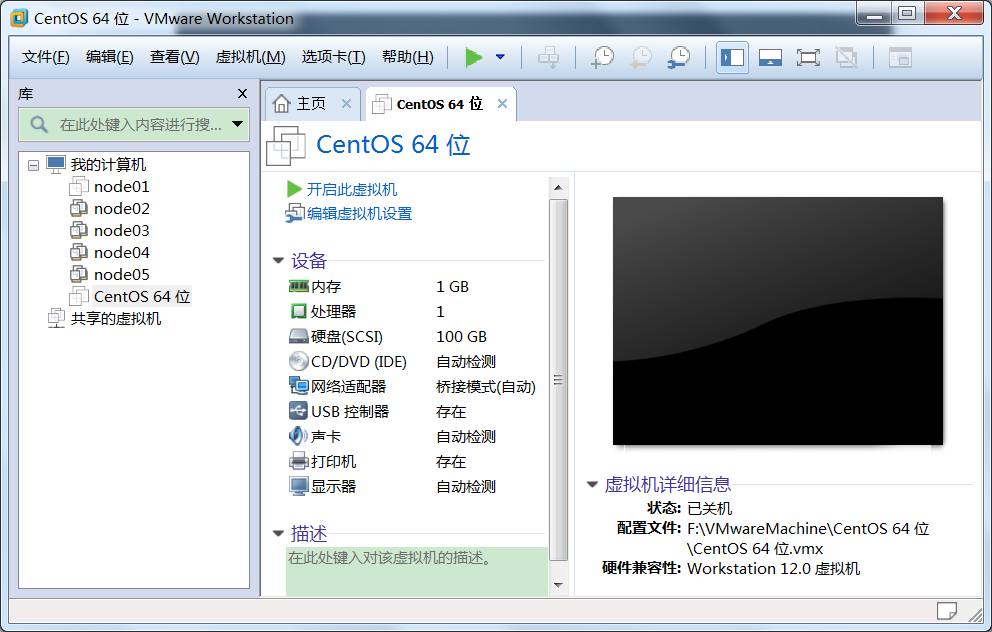 CentOS 64 位 - VMware Workstation
文件(F) 编辑(E) 查看(V) 虚拟机(M) 选项卡(T) 帮助(H)
库
在此处键入内容进行搜...
我的计算机
node01
node02
node03
node04
node05
CentOS 64 位
共享的虚拟机
主页
CentOS 64 位
CentOS 64 位
开启此虚拟机
编辑虚拟机设置
设备
内存 1 GB
处理器 1
硬盘(SCSI) 100 GB
CD/DVD (IDE) 自动检测
网络适配器 桥接模式(自动)
USB 控制器 存在
声卡 自动检测
打印机 存在
显示器 自动检测
描述
在此处键入对该虚拟机的描述。
虚拟机详细信息
状态: 已关机
配置文件: F:\VMwareMachine\CentOS 64 位
\CentOS 64 位.vmx
硬件兼容性: Workstation 12.0 虚拟机